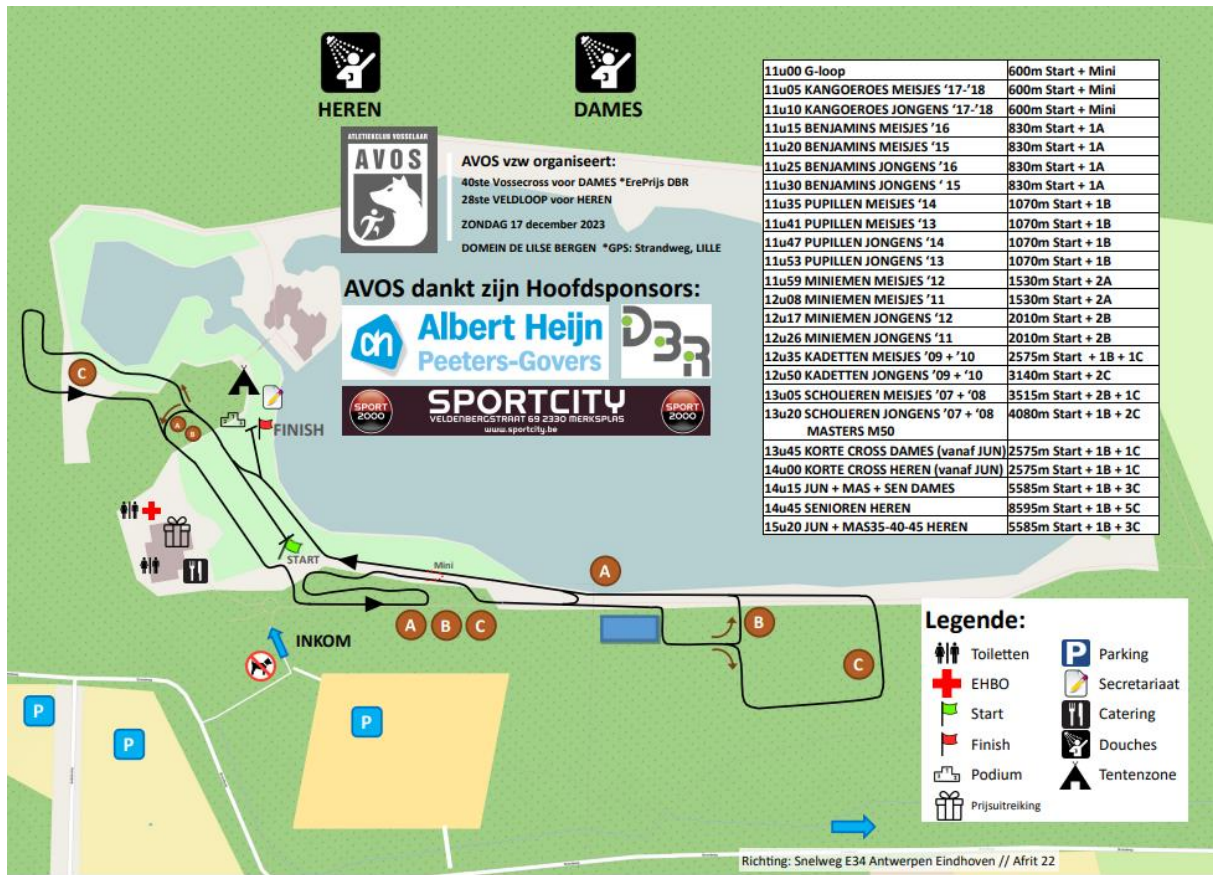 HEREN
DAMES
ATLETIEKCLUB VOSSELAAR
AVOS
AVOS vzw organiseert:
40ste Vossecross voor DAMES *ErePrijs DBR
28ste VELDLOOP voor HEREN
ZONDAG 17 december 2023
DOMEIN DE LILSE BERGEN *GPS: Strandweg, LILLE
AVOS dankt zijn Hoofdsponsors:
ah
Albert Heijn
Peeters-Govers
DBR
SPORT 2000
SPORTCITY
VELDENBERGSTRAAT 69 2330 MERKSPLAS
www.sportcity.be
SPORT 2000
11u00 G-loop 600m Start + Mini
11u05 KANGOEROES MEISJES '17-'18 600m Start + Mini
11u10 KANGOEROES JONGENS '17-'18 600m Start + Mini
11u15 BENJAMINS MEISJES '16 830m Start + 1A
11u20 BENJAMINS MEISJES '15 830m Start + 1A
11u25 BENJAMINS JONGENS '16 830m Start + 1A
11u30 BENJAMINS JONGENS ' 15 830m Start + 1A
11u35 PUPILLEN MEISJES '14 1070m Start + 1B
11u41 PUPILLEN MEISJES '13 1070m Start + 1B
11u47 PUPILLEN JONGENS '14 1070m Start + 1B
11u53 PUPILLEN JONGENS '13 1070m Start + 1B
11u59 MINIEMEN MEISJES '12 1530m Start + 2A
12u08 MINIEMEN MEISJES '11 1530m Start + 2A
12u17 MINIEMEN JONGENS '12 2010m Start + 2B
12u26 MINIEMEN JONGENS '11 2010m Start + 2B
12u35 KADETTEN MEISJES '09 + '10 2575m Start + 1B + 1C
12u50 KADETTEN JONGENS '09 + '10 3140m Start + 2C
13u05 SCHOLIEREN MEISJES '07 + '08 3515m Start + 2B + 1C
13u20 SCHOLIEREN JONGENS '07 + '08 4080m Start + 1B + 2C
MASTERS M50
13u45 KORTE CROSS DAMES (vanaf JUN) 2575m Start + 1B + 1C
14u00 KORTE CROSS HEREN (vanaf JUN) 2575m Start + 1B + 1C
14u15 JUN + MAS + SEN DAMES 5585m Start + 1B + 3C
14u45 SENIOREN HEREN 8595m Start + 1B + 5C
15u20 JUN + MAS35-40-45 HEREN 5585m Start + 1B + 3C
C
A
B
FINISH
START
Mini
A
A B C
B
C
INKOM
P
P
P
Legende:
Toiletten
P Parking
EHBO
Secretariaat
Start
Catering
Finish
Douches
Podium
Tentenzone
Prijsuitreiking
Richting: Snelweg E34 Antwerpen Eindhoven // Afrit 22